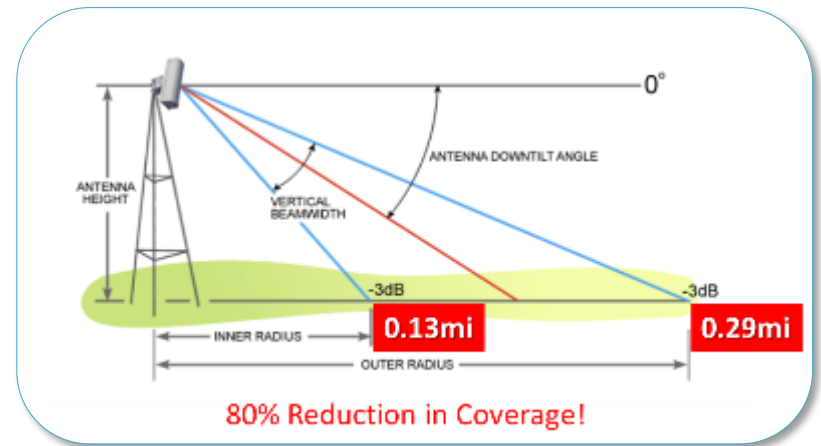 0°
ANTENNA DOWNTILT ANGLE
ANTENNA
HEIGHT
VERTICAL
BEAMWIDTH
-3dB
-3dB
0.13mi
0.29mi
INNER RADIUS
OUTER RADIUS
80% Reduction in Coverage!